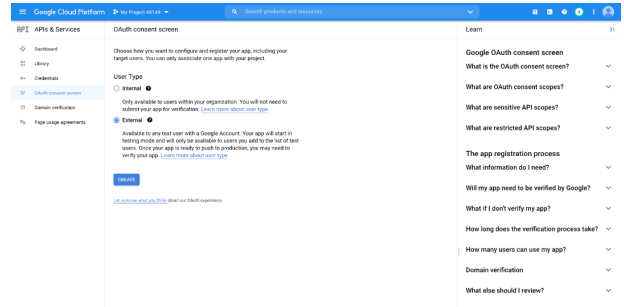 Google Cloud Platform
My Project 48149
Search products and resources
API APIs & Services
Dashboard
Library
Credentials
OAuth consent screen
Domain verification
Page usage agreements
OAuth consent screen
Choose how you want to configure and register your app, including your
target users. You can only associate one app with your project.
User Type
Internal
Only available to users within your organization. You will not need to
submit your app for verification. Learn more about user type
External
Available to any test user with a Google Account. Your app will start in
testing mode and will only be available to users you add to the list of test
users. Once your app is ready to push to production, you may need to
verify your app. Learn more about user type
CREATE
Let us know what you think about our OAuth experience
Learn
Google OAuth consent screen
What is the OAuth consent screen?
What are OAuth consent scopes?
What are sensitive API scopes?
What are restricted API scopes?
The app registration process
What information do I need?
Will my app need to be verified by Google?
What if I don't verify my app?
How long does the verification process take?
How many users can use my app?
Domain verification
What else should I review?